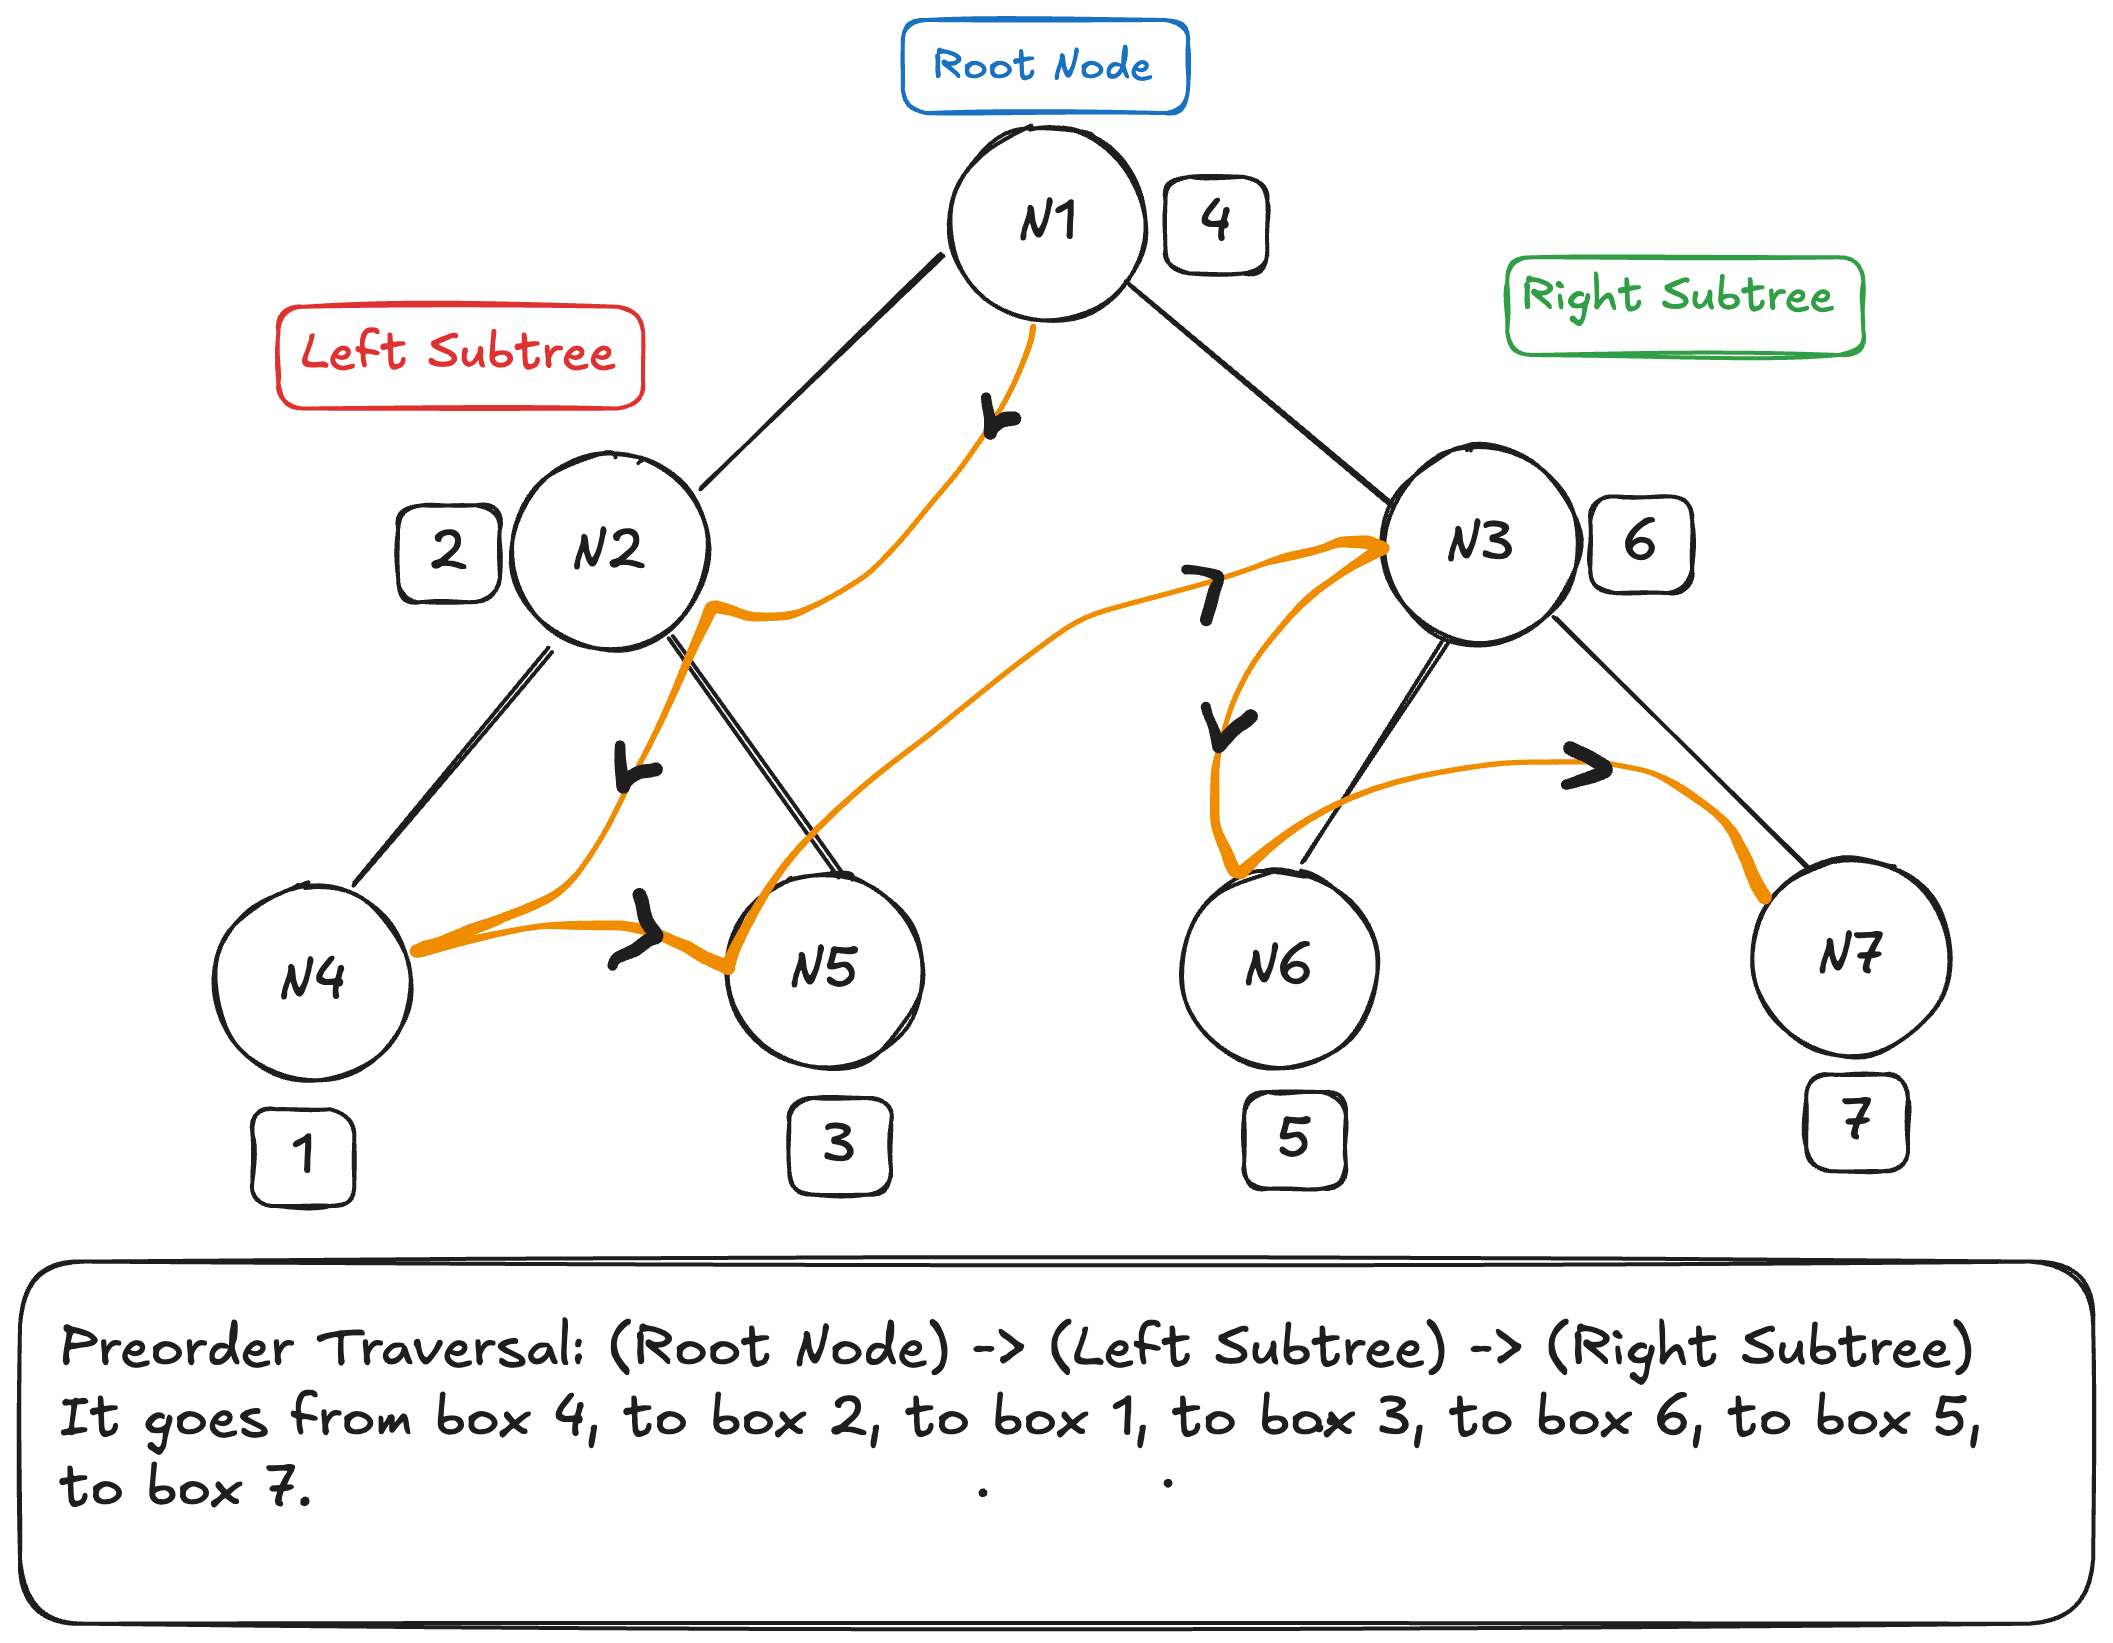 Root Node
N1
4
Right Subtree
Left Subtree
2
N2
N3
6
N4
N5
N6
N7
1
3
5
7
Preorder Traversal: (Root Node) -> (Left Subtree) -> (Right Subtree)
It goes from box 4, to box 2, to box 1, to box 3, to box 6, to box 5,
to box 7.